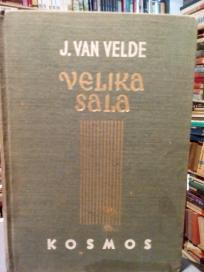 J. VAN VELDE
VELIKA
SALA
KOSMOS